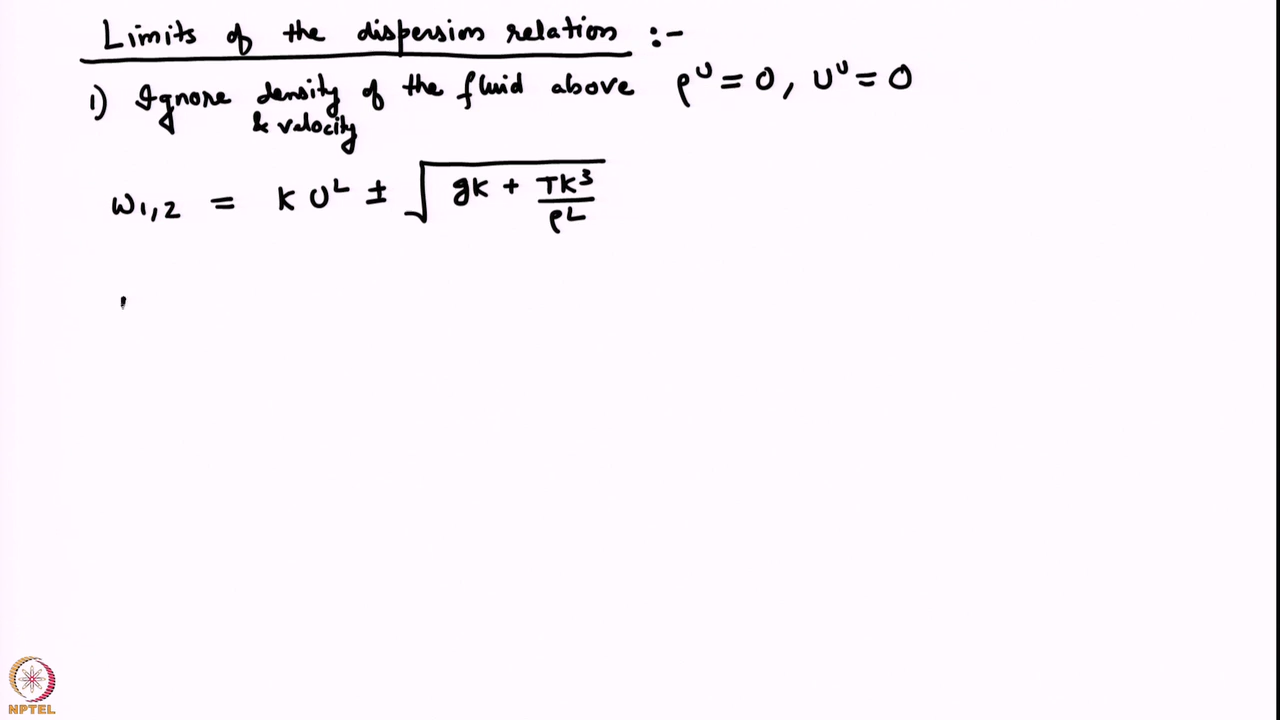 Limits of the dispersion relation :-
1) Ignore density of the fluid above ρᵁ = 0, Uᵁ = 0
& velocity
ω₁,₂ = K Uᴸ ± √(gK + TK³/ρᴸ)
NPTEL